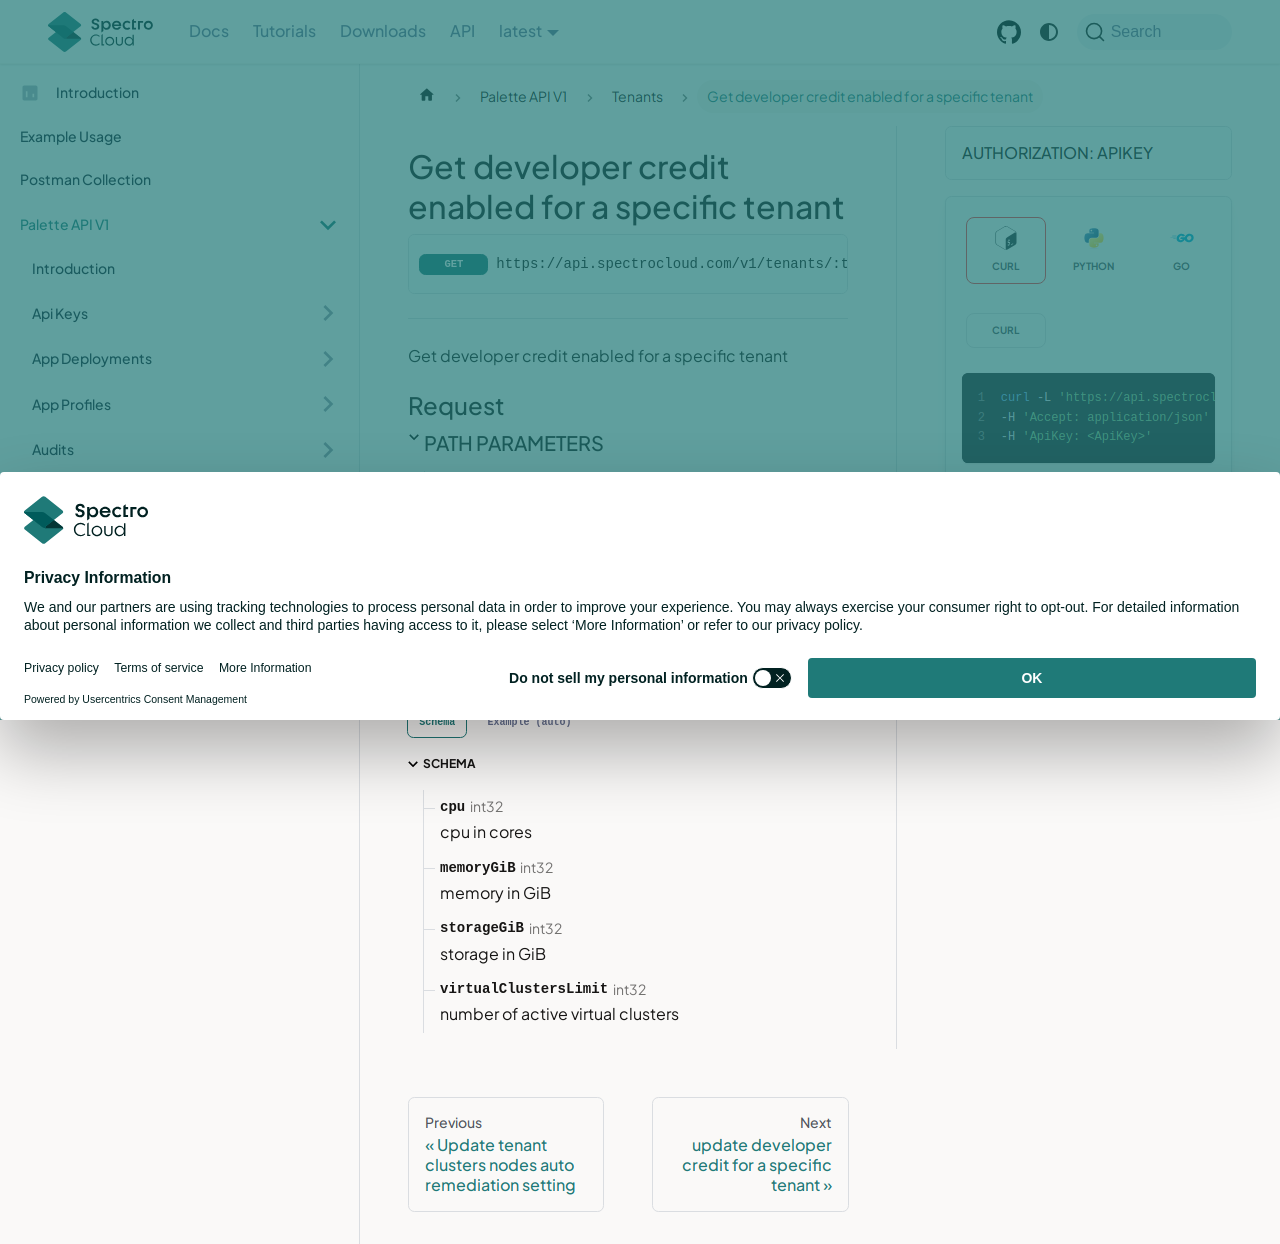 Spectro
Cloud
Docs
Tutorials
Downloads
API
latest
Search
Introduction
Example Usage
Postman Collection
Palette API V1
Introduction
Api Keys
App Deployments
App Profiles
Audits
Palette API V1
Tenants
Get developer credit enabled for a specific tenant
Get developer credit
enabled for a specific tenant
GET https://api.spectrocloud.com/v1/tenants/:t
Get developer credit enabled for a specific tenant
Request
PATH PARAMETERS
AUTHORIZATION: APIKEY
CURL
PYTHON
GO
CURL
1 curl -L 'https://api.spectrocl
2 -H 'Accept: application/json'
3 -H 'ApiKey: <ApiKey>'
Spectro
Cloud
Privacy Information
We and our partners are using tracking technologies to process personal data in order to improve your experience. You may always exercise your consumer right to opt-out. For detailed information
about personal information we collect and third parties having access to it, please select ‘More Information’ or refer to our privacy policy.
Privacy policy
Terms of service
More Information
Do not sell my personal information
OK
Powered by Usercentrics Consent Management
Schema
Example (auto)
SCHEMA
cpu int32
cpu in cores
memoryGiB int32
memory in GiB
storageGiB int32
storage in GiB
virtualClustersLimit int32
number of active virtual clusters
Previous
« Update tenant
clusters nodes auto
remediation setting
Next
update developer
credit for a specific
tenant »